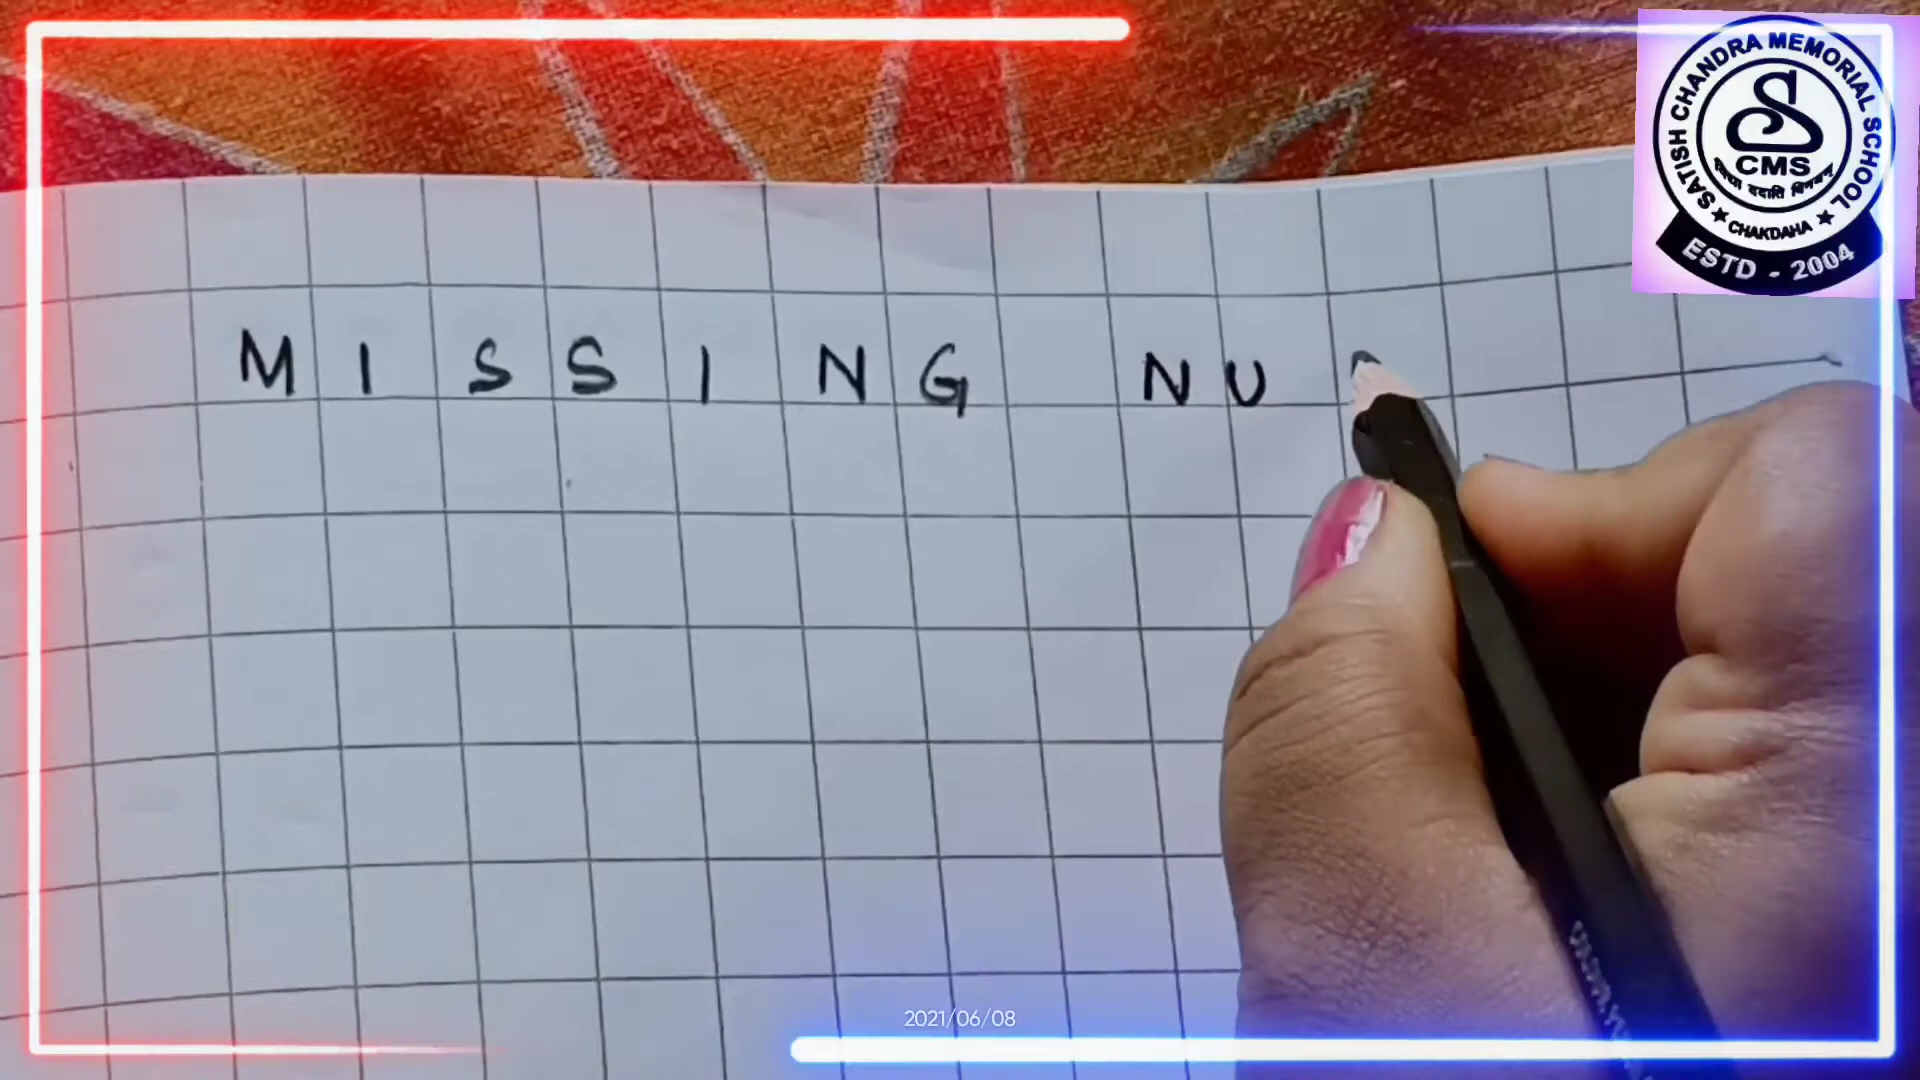 SATISH CHANDRA MEMORIAL SCHOOL
S
CMS
★ CHAKDAHA ★
ESTD - 2004
MISSING NU
2021/06/08